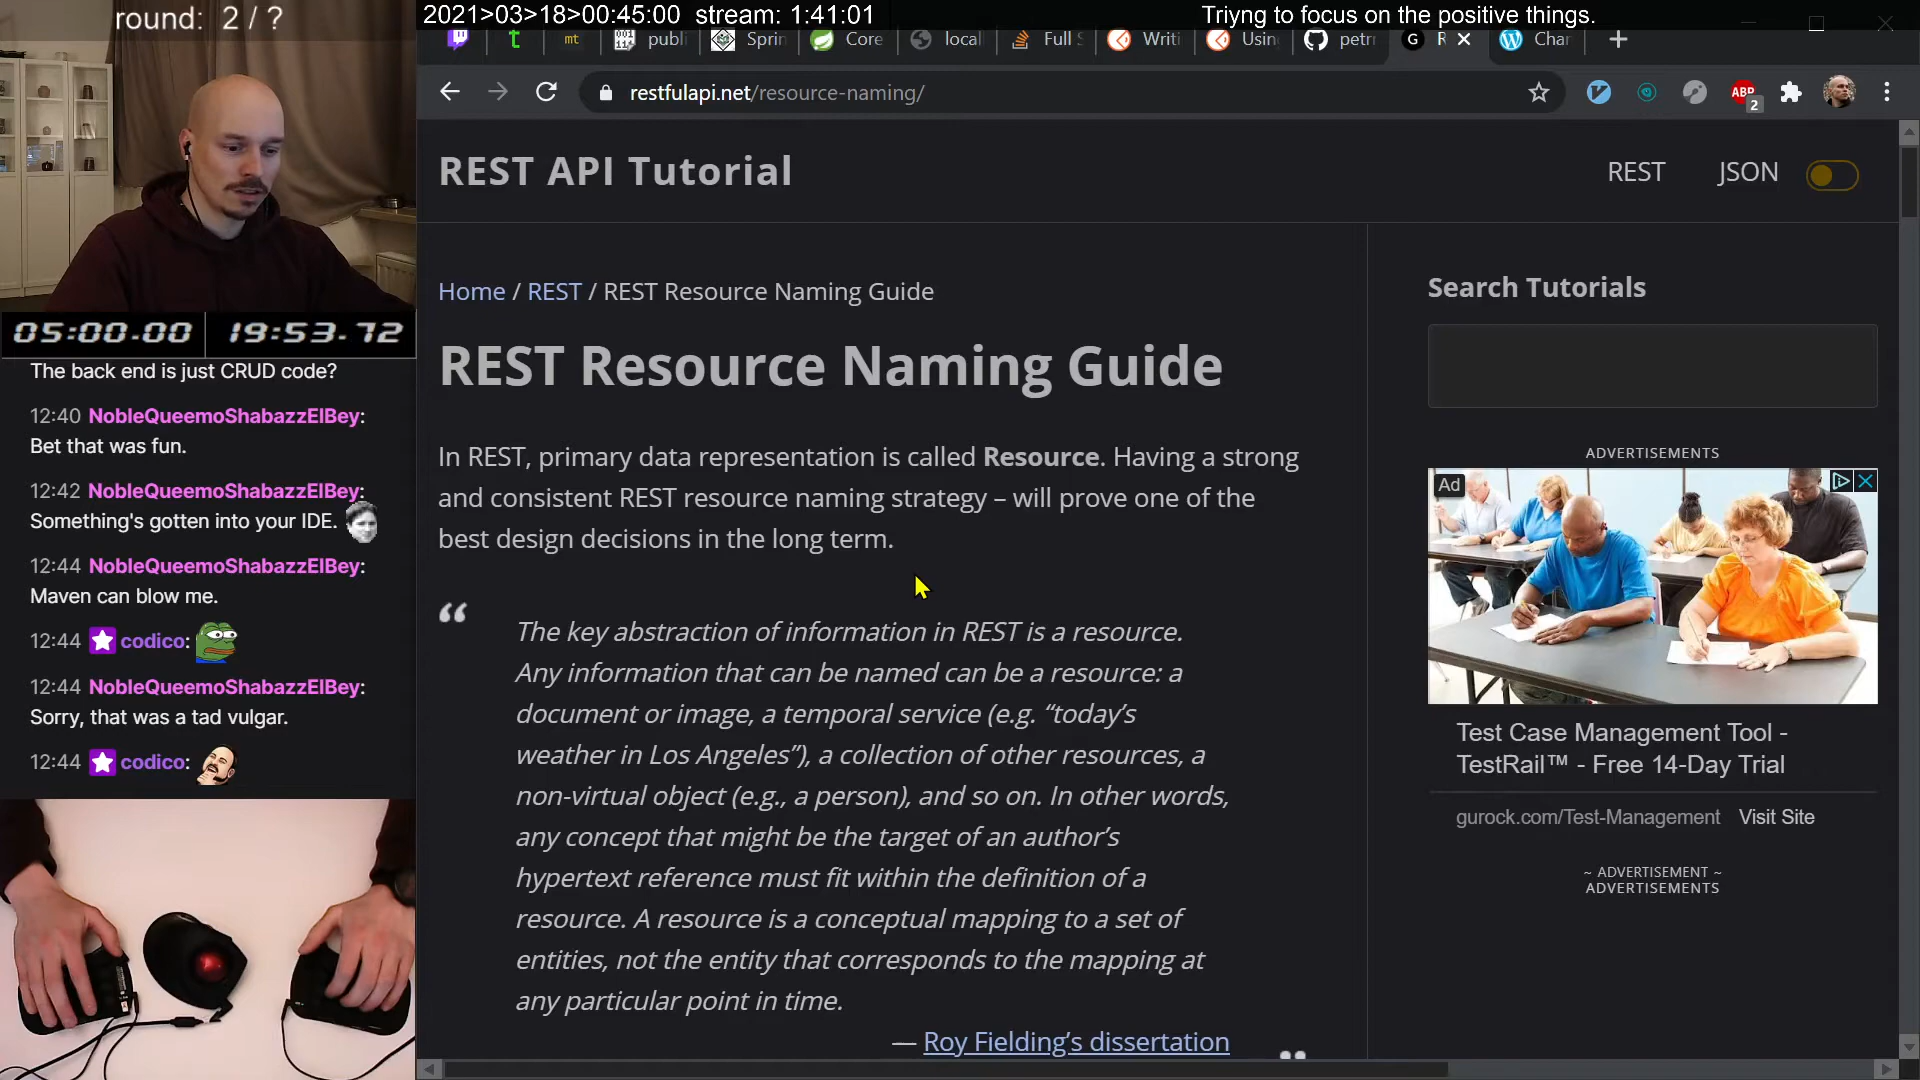 round: 2 / ?
2021>03>18>00:45:00 stream: 1:41:01
Triyng to focus on the positive things.
t
mt
publi
Sprin
Core
locall
Full S
Writi
Usin
petr
G
R
Char
restfulapi.net/resource-naming/
ABP
2
REST API Tutorial
REST
JSON
Home / REST / REST Resource Naming Guide
REST Resource Naming Guide
In REST, primary data representation is called Resource. Having a strong
and consistent REST resource naming strategy – will prove one of the
best design decisions in the long term.
“
The key abstraction of information in REST is a resource.
Any information that can be named can be a resource: a
document or image, a temporal service (e.g. “today’s
weather in Los Angeles”), a collection of other resources, a
non-virtual object (e.g., a person), and so on. In other words,
any concept that might be the target of an author’s
hypertext reference must fit within the definition of a
resource. A resource is a conceptual mapping to a set of
entities, not the entity that corresponds to the mapping at
any particular point in time.
— Roy Fielding’s dissertation
Search Tutorials
ADVERTISEMENTS
Ad
Test Case Management Tool -
TestRail™ - Free 14-Day Trial
gurock.com/Test-Management Visit Site
~ ADVERTISEMENT ~
ADVERTISEMENTS
05:00.00
19:53.72
The back end is just CRUD code?
12:40 NobleQueemoShabazzElBey:
Bet that was fun.
12:42 NobleQueemoShabazzElBey:
Something's gotten into your IDE.
12:44 NobleQueemoShabazzElBey:
Maven can blow me.
12:44 codico:
12:44 NobleQueemoShabazzElBey:
Sorry, that was a tad vulgar.
12:44 codico: